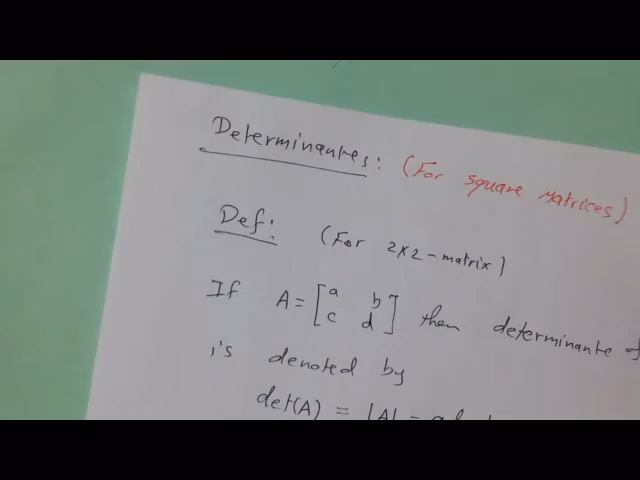 Determinantes: (For square Matrices)
Def: (For 2x2-matrix)
If A = [a b
c d] then determinante of
is denoted by
det(A) = |A| =